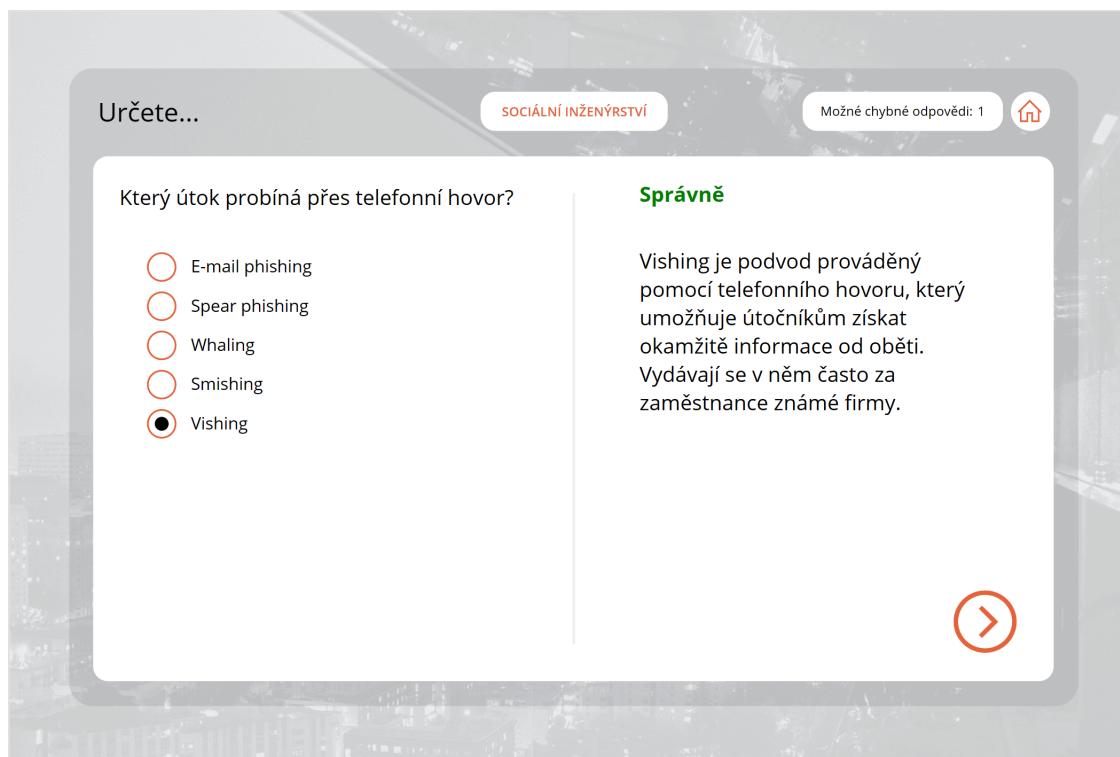 Určete...
SOCIÁLNÍ INŽENÝRSTVÍ
Možné chybné odpovědi: 1
Který útok probíná přes telefonní hovor?
E-mail phishing
Spear phishing
Whaling
Smishing
Vishing
Správně
Vishing je podvod prováděný
pomocí telefonního hovoru, který
umožňuje útočníkům získat
okamžitě informace od oběti.
Vydávají se v něm často za
zaměstnance známé firmy.